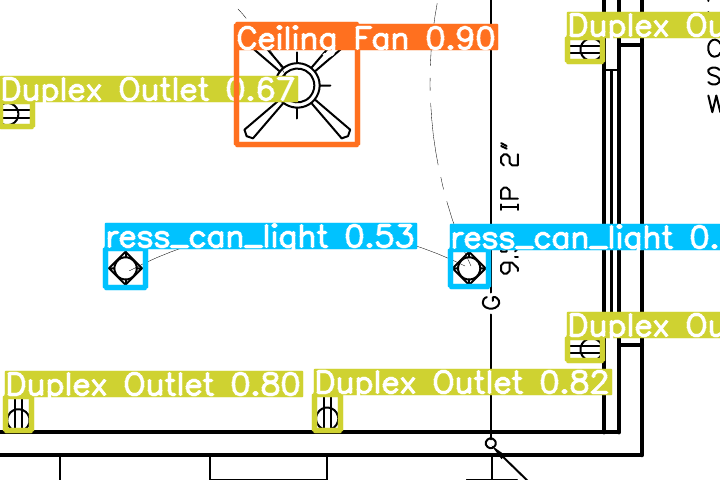 Duplex Ou
Ceiling Fan 0.90
O
S
W
Duplex Outlet 0.67
IP 2"
ress_can_light 0.53
ress_can_light 0.
G
Duplex Ou
Duplex Outlet 0.80
Duplex Outlet 0.82